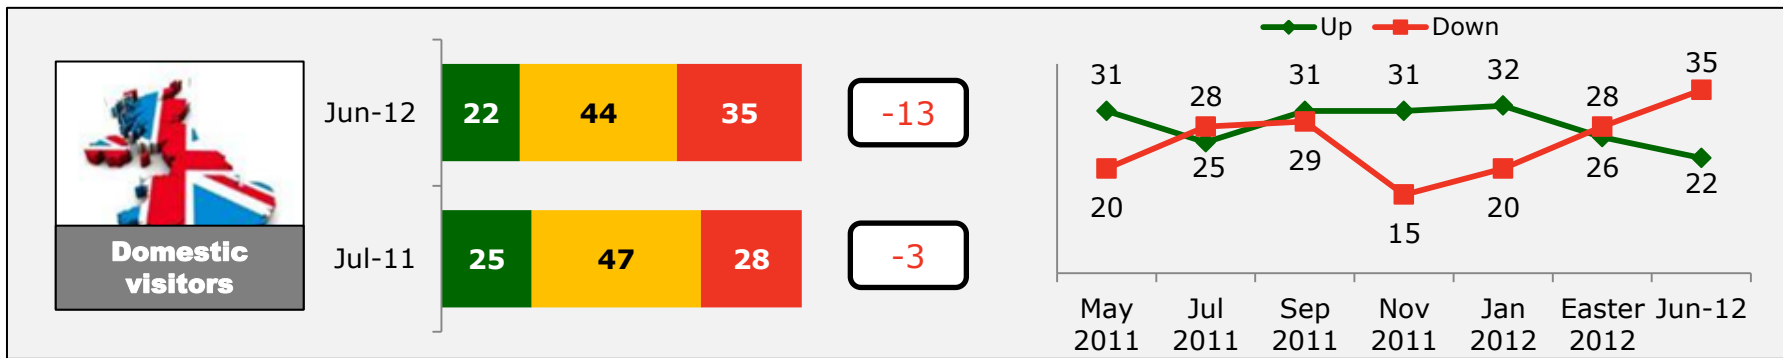 Domestic
visitors
Jun-12
22 44 35
-13
Jul-11
25 47 28
-3
Up Down
31 28 31 31 32 28 35
20 25 29 15 20 26 22
May Jul Sep Nov Jan Easter Jun-12
2011 2011 2011 2011 2012 2012